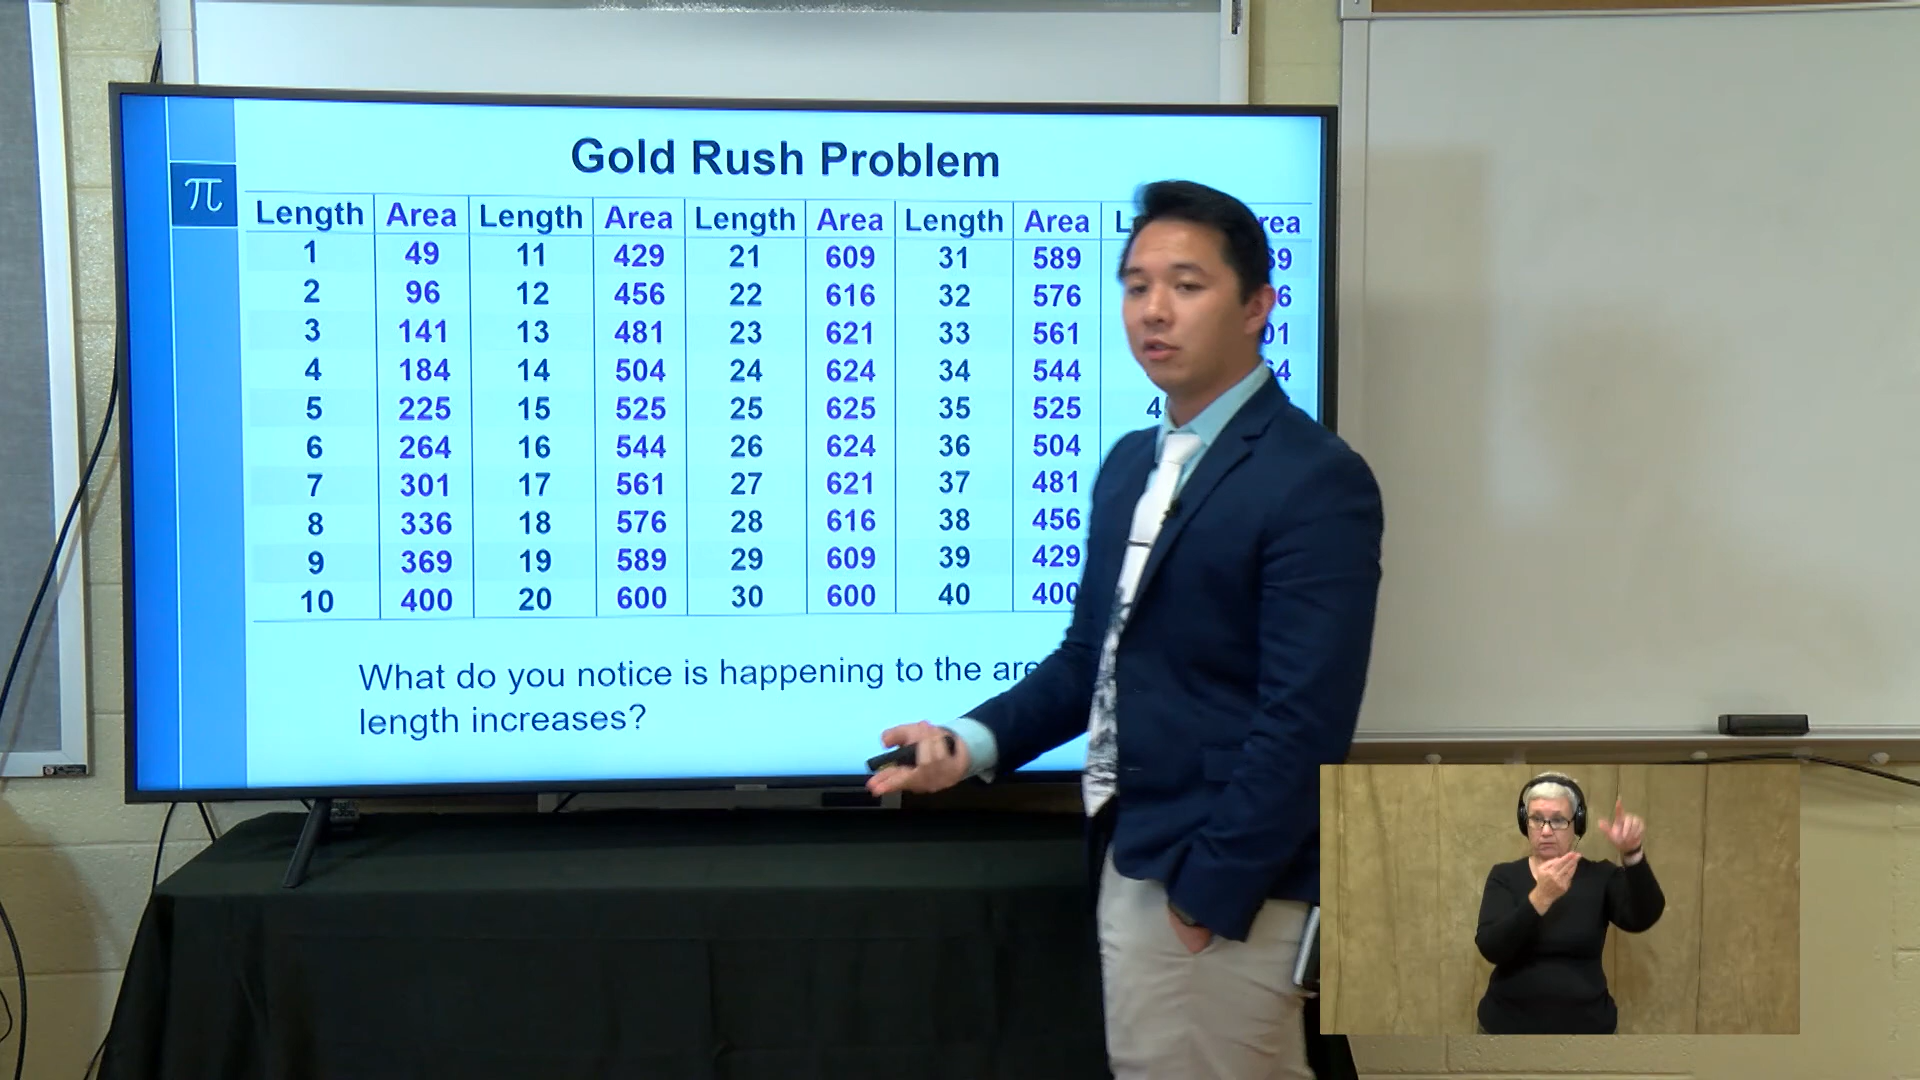 Gold Rush Problem
π
Length Area Length Area Length Area Length Area
1 49 11 429 21 609 31 589
2 96 12 456 22 616 32 576
3 141 13 481 23 621 33 561
4 184 14 504 24 624 34 544
5 225 15 525 25 625 35 525
6 264 16 544 26 624 36 504
7 301 17 561 27 621 37 481
8 336 18 576 28 616 38 456
9 369 19 589 29 609 39 429
10 400 20 600 30 600 40 400
What do you notice is happening to the
length increases?